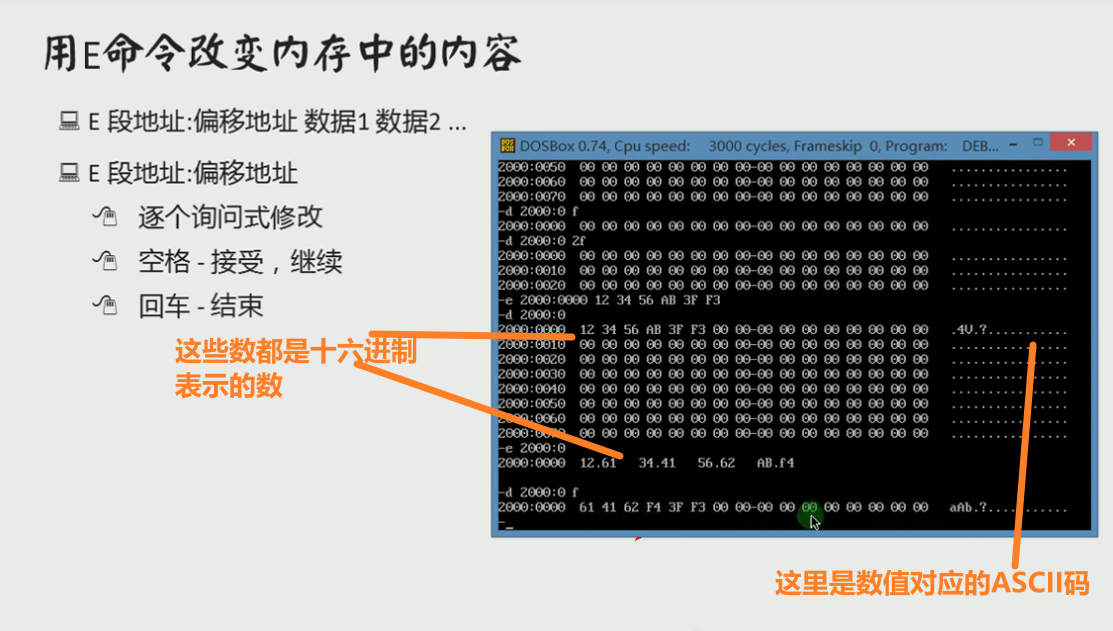 用E命令改变内存中的内容
E 段地址:偏移地址 数据1 数据2 ...
E 段地址:偏移地址
逐个询问式修改
空格 - 接受，继续
回车 - 结束
这些数都是十六进制
表示的数
DOSBox 0.74, Cpu speed: 3000 cycles, Frameskip 0, Program: DEB...
2000:0050 00 00 00 00 00 00 00 00-00 00 00 00 00 00 00 00 ................
2000:0060 00 00 00 00 00 00 00 00-00 00 00 00 00 00 00 00 ................
2000:0070 00 00 00 00 00 00 00 00-00 00 00 00 00 00 00 00 ................
-d 2000:0 f
2000:0000 00 00 00 00 00 00 00 00-00 00 00 00 00 00 00 00 ................
-d 2000:0 2f
2000:0000 00 00 00 00 00 00 00 00-00 00 00 00 00 00 00 00 ................
2000:0010 00 00 00 00 00 00 00 00-00 00 00 00 00 00 00 00 ................
2000:0020 00 00 00 00 00 00 00 00-00 00 00 00 00 00 00 00 ................
-e 2000:0000 12 34 56 AB 3F F3
-d 2000:0
2000:0000 12 34 56 AB 3F F3 00 00-00 00 00 00 00 00 00 00 .4V.?...........
2000:0010 00 00 00 00 00 00 00 00-00 00 00 00 00 00 00 00 ................
2000:0020 00 00 00 00 00 00 00 00-00 00 00 00 00 00 00 00 ................
2000:0030 00 00 00 00 00 00 00 00-00 00 00 00 00 00 00 00 ................
2000:0040 00 00 00 00 00 00 00 00-00 00 00 00 00 00 00 00 ................
2000:0050 00 00 00 00 00 00 00 00-00 00 00 00 00 00 00 00 ................
2000:0060 00 00 00 00 00 00 00 00-00 00 00 00 00 00 00 00 ................
2000:0070 00 00 00 00 00 00 00 00-00 00 00 00 00 00 00 00 ................
-e 2000:0
2000:0000 12.61 34.41 56.62 AB.f4
-d 2000:0 f
2000:0000 61 41 62 F4 3F F3 00 00-00 00 00 00 00 00 00 00 aAb.?...........
-_
这里是数值对应的ASCII码